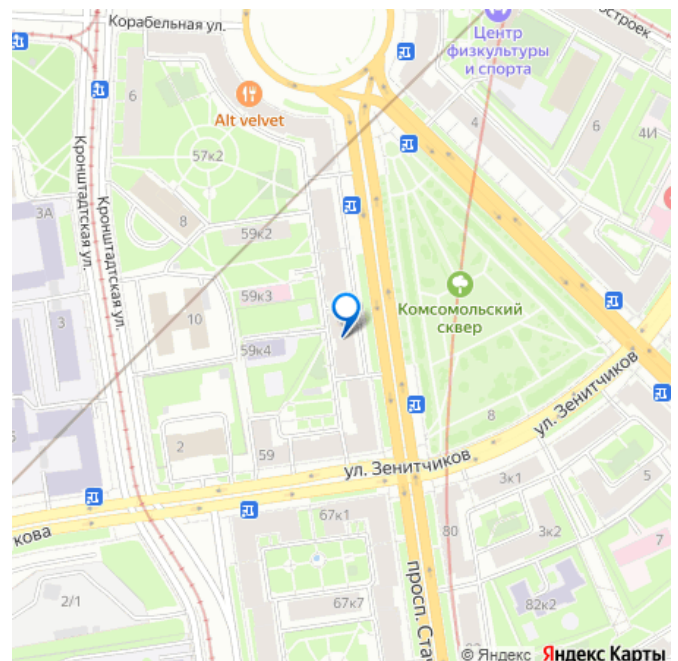 Корабельная ул.
Центр
физкультуры
и спорта
Alt velvet
6
4
6
4И
57к2
Кронштадтская ул.
Кронштадтская ул.
3А
8
59к2
59к3
Комсомольский
сквер
3
10
59к4
2
59
8
ул. Зенитчиков
ул. Зенитчиков
3к1
5
67к1
80
3к2
7
кова
2/1
67к7
просп. Стач
82к2
© Яндекс Яндекс Карты